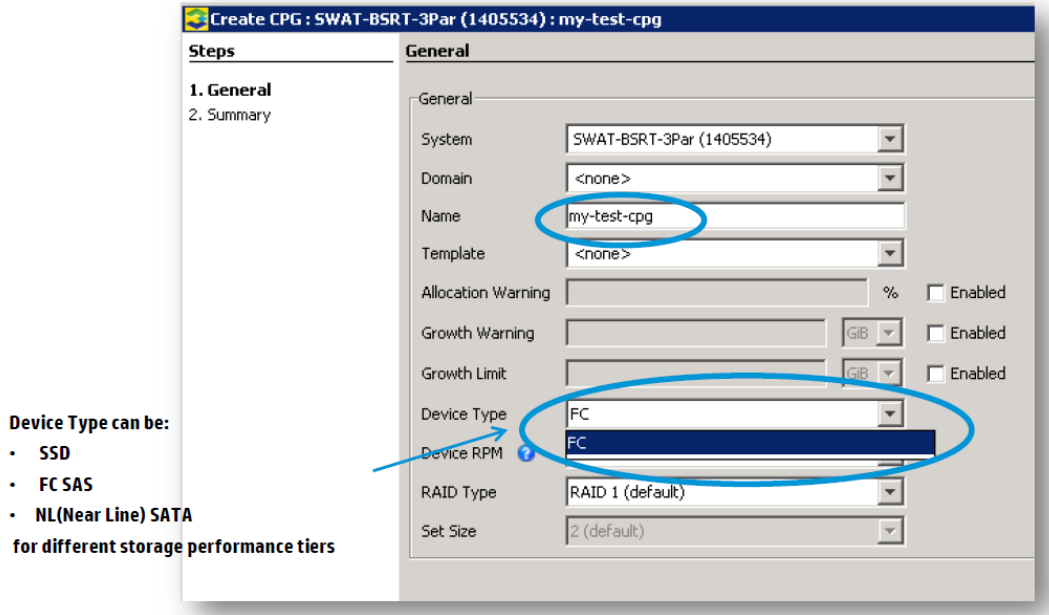 Create CPG : SWAT-BSRT-3Par (1405534) : my-test-cpg
Steps
General
1. General
2. Summary
General
System
SWAT-BSRT-3Par (1405534)
Domain
<none>
Name
my-test-cpg
Template
<none>
Allocation Warning
% Enabled
Growth Warning
GiB Enabled
Growth Limit
GiB Enabled
Device Type
FC
FC
Device RPM ?
RAID Type
RAID 1 (default)
Set Size
2 (default)
Device Type can be:
• SSD
• FC SAS
• NL(Near Line) SATA
for different storage performance tiers